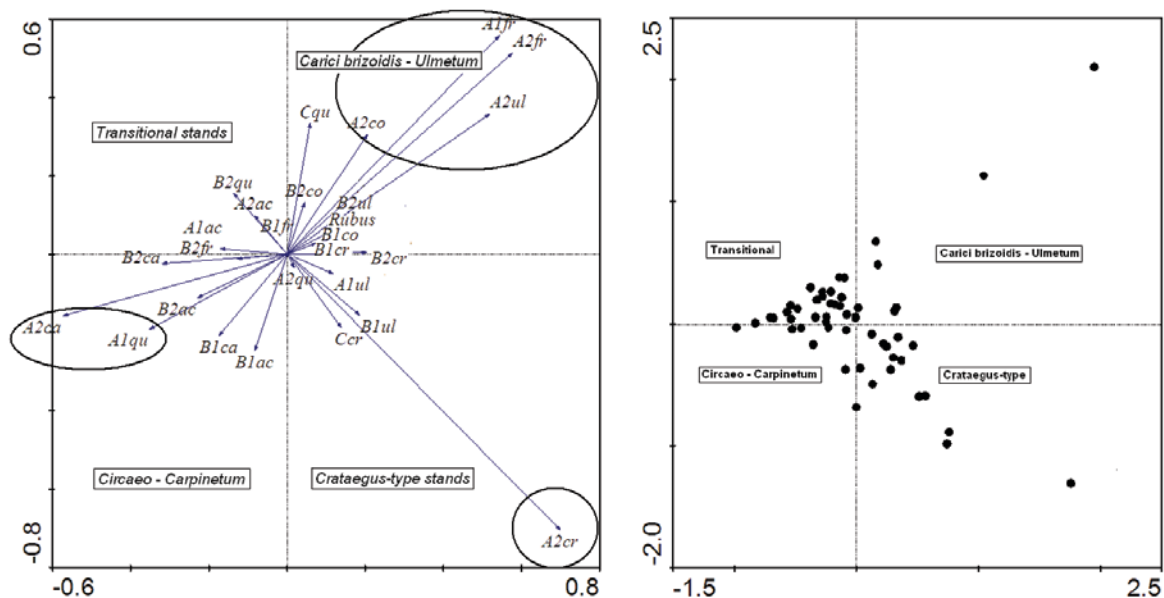 0.6
A1fr
A2fr
Carici brizoidis - Ulmetum
A2ul
Cqu
A2co
Transitional stands
B2qu
A2ac
B2co
B2ul
Rubus
B1fr
A1ac
B1co
B2fr
B1cr
B2cr
B2ca
A2qu
A1ul
B2ac
A2ca
A1qu
B1ul
B1ca
Ccr
B1ac
Circaeo - Carpinetum
Crataegus-type stands
A2cr
-0.8
-0.6
0.8
2.5
Transitional
Carici brizoidis - Ulmetum
Circaeo - Carpinetum
Crataegus-type
-2.0
-1.5
2.5